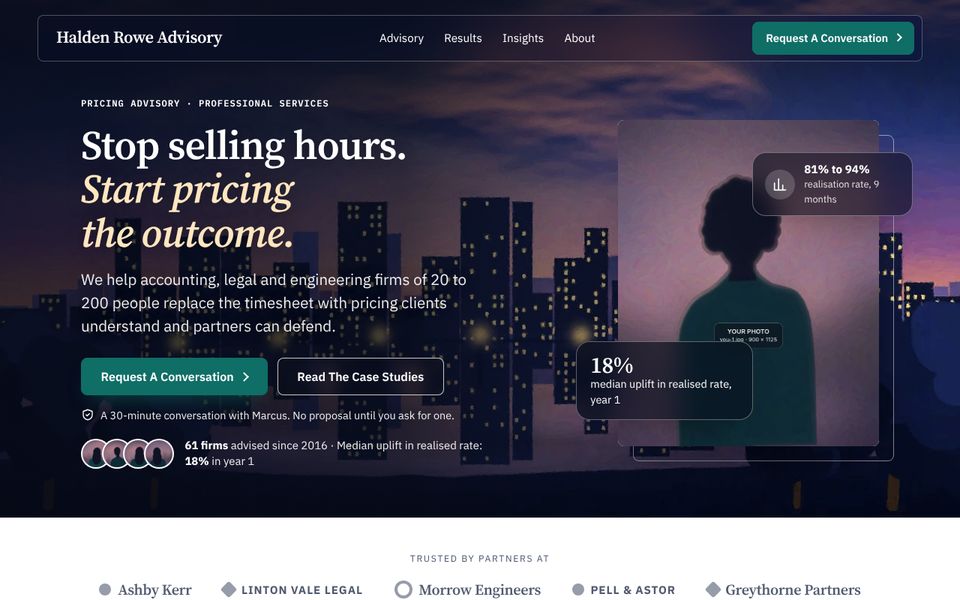 Halden Rowe Advisory
Advisory
Results
Insights
About
Request A Conversation
PRICING ADVISORY · PROFESSIONAL SERVICES
Stop selling hours.
Start pricing
the outcome.
We help accounting, legal and engineering firms of 20 to
200 people replace the timesheet with pricing clients
understand and partners can defend.
Request A Conversation
Read The Case Studies
A 30-minute conversation with Marcus. No proposal until you ask for one.
61 firms advised since 2016 · Median uplift in realised rate:
18% in year 1
81% to 94%
realisation rate, 9
months
YOUR PHOTO
you-1.jpg · 900 × 1125
18%
median uplift in realised rate,
year 1
TRUSTED BY PARTNERS AT
Ashby Kerr
LINTON VALE LEGAL
Morrow Engineers
PELL & ASTOR
Greythorne Partners